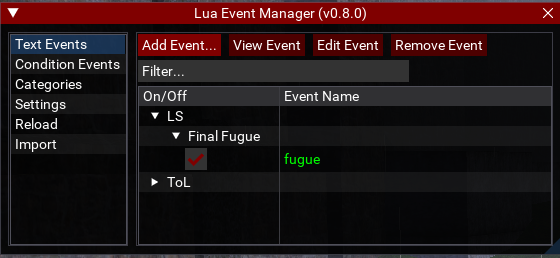 Lua Event Manager (v0.8.0)
Text Events
Condition Events
Categories
Settings
Reload
Import
Add Event... View Event Edit Event Remove Event
Filter...
On/Off Event Name
LS
Final Fugue
fugue
ToL